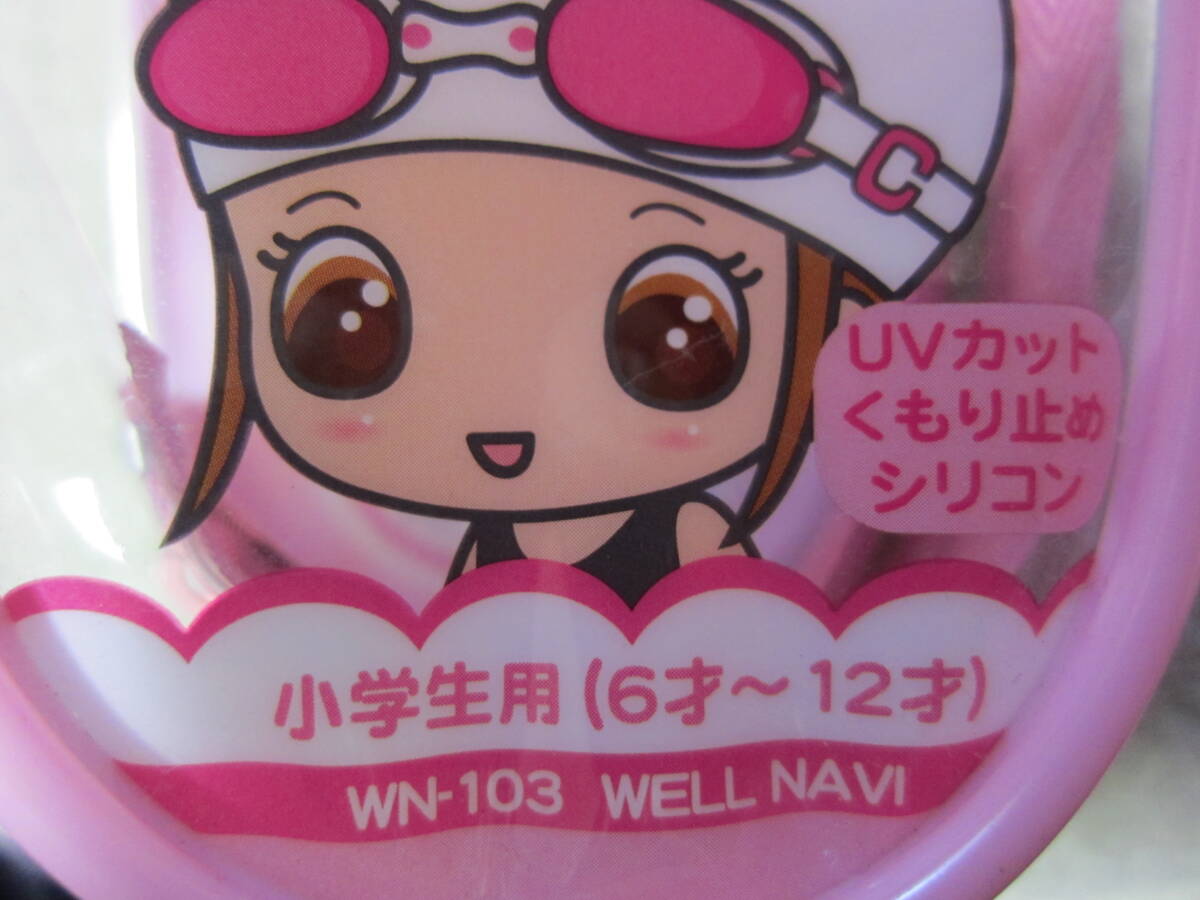 C
UVカット
くもり止め
シリコン
小学生用(6才～12才)
WN-103 WELL NAVI